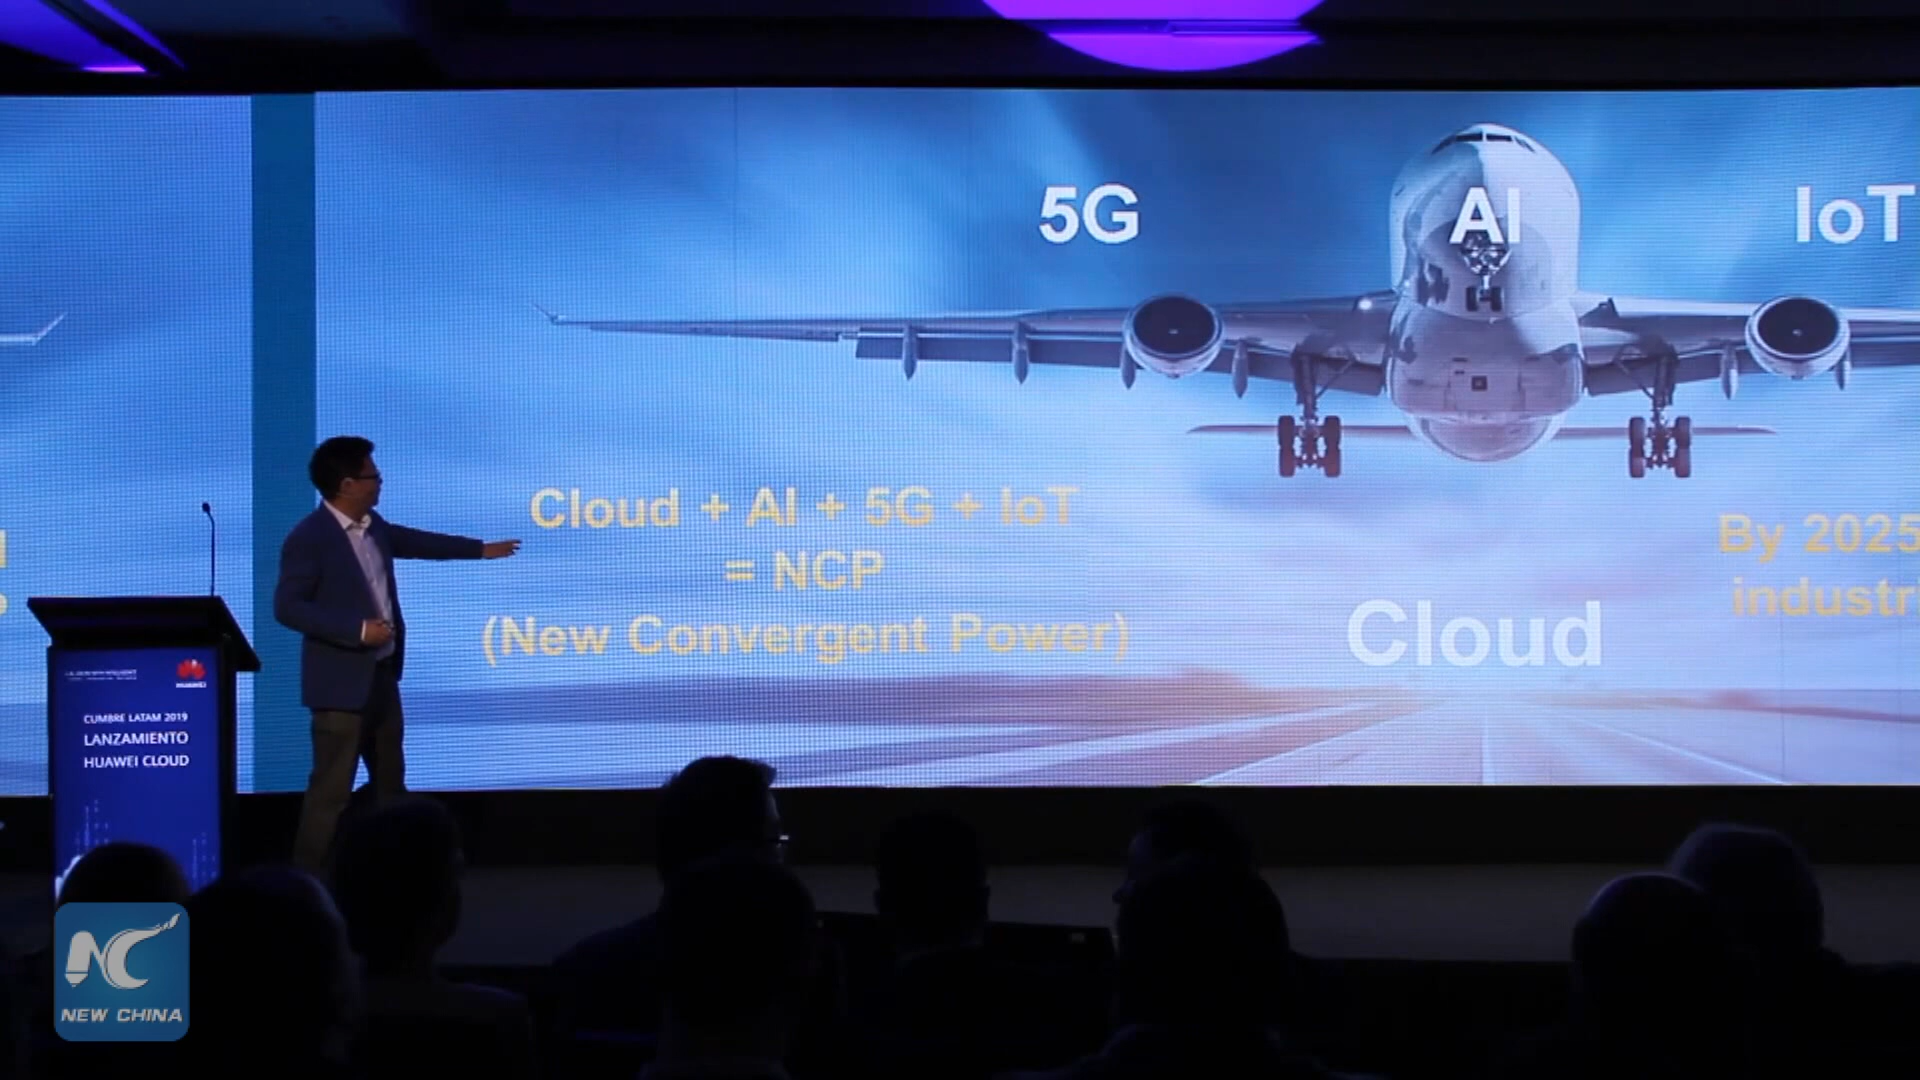 5G
AI
IoT
Cloud + AI + 5G + IoT
= NCP
(New Convergent Power)
Cloud
By 2025
industr
HUAWEI
CUMBRE LATAM 2019
LANZAMIENTO
HUAWEI CLOUD
NC
NEW CHINA